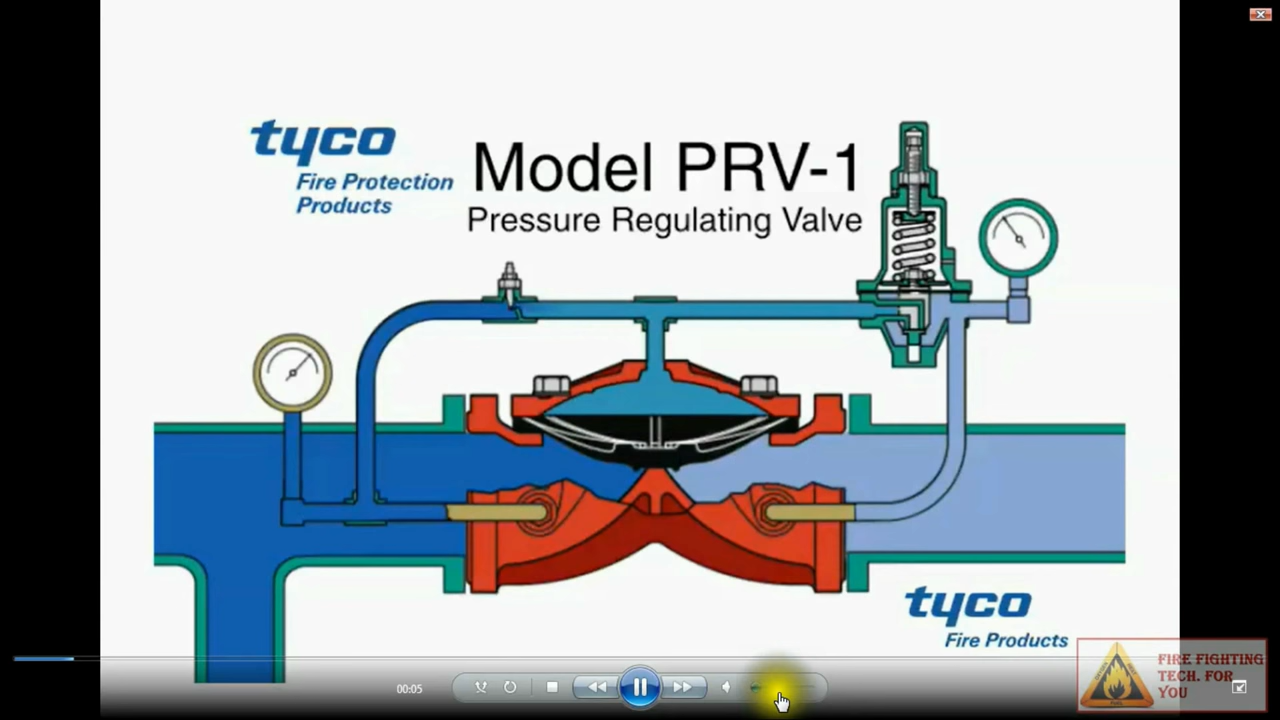 tyco
Fire Protection
Products
Model PRV-1
Pressure Regulating Valve
tyco
Fire Products
00:05
FIRE FIGHTING
TECH. FOR
YOU